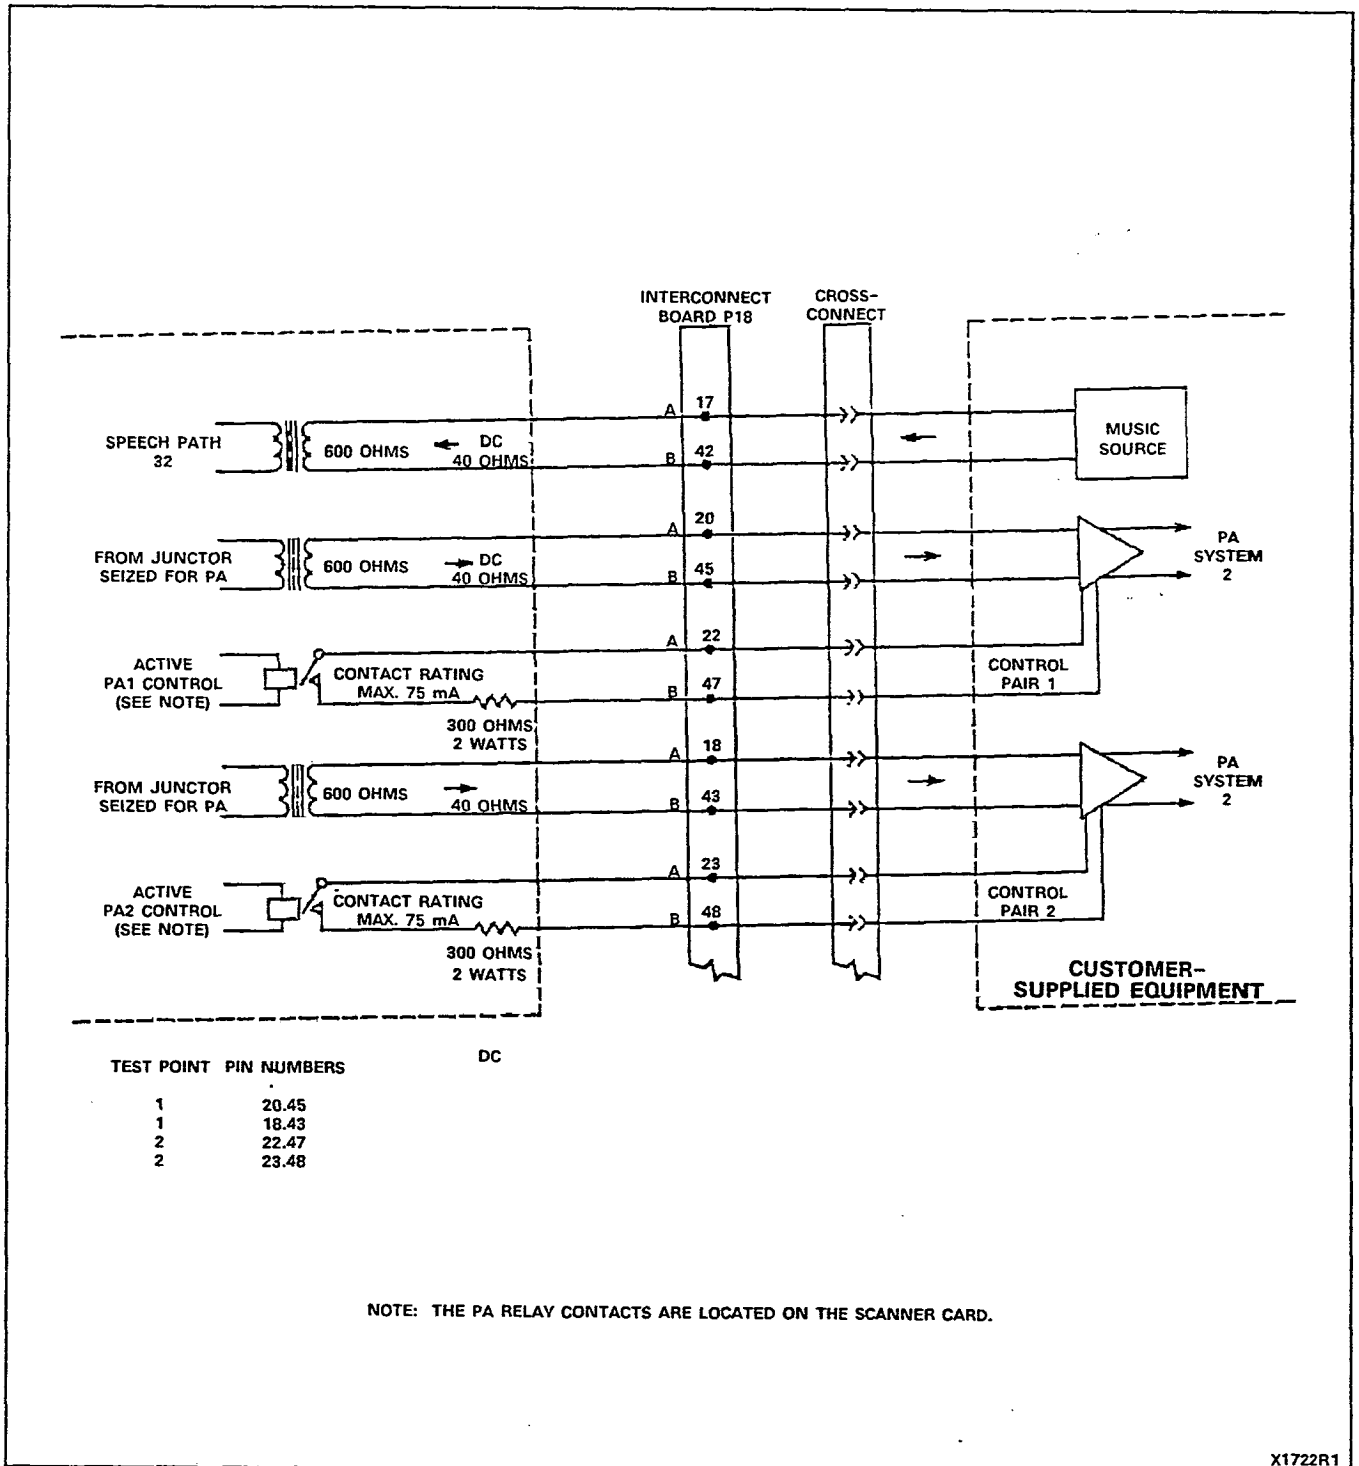 INTERCONNECT
BOARD P18
CROSS-
CONNECT
SPEECH PATH
32
600 OHMS
DC
40 OHMS
A
17
B
42
MUSIC
SOURCE
FROM JUNCTOR
SEIZED FOR PA
600 OHMS
DC
40 OHMS
A
20
B
45
PA
SYSTEM
2
ACTIVE
PA1 CONTROL
(SEE NOTE)
CONTACT RATING
MAX. 75 mA
300 OHMS
2 WATTS
A
22
B
47
CONTROL
PAIR 1
FROM JUNCTOR
SEIZED FOR PA
600 OHMS
40 OHMS
A
18
B
43
PA
SYSTEM
2
ACTIVE
PA2 CONTROL
(SEE NOTE)
CONTACT RATING
MAX. 75 mA
300 OHMS
2 WATTS
A
23
B
48
CONTROL
PAIR 2
CUSTOMER-
SUPPLIED EQUIPMENT
DC
TEST POINT PIN NUMBERS
1 20.45
1 18.43
2 22.47
2 23.48
NOTE: THE PA RELAY CONTACTS ARE LOCATED ON THE SCANNER CARD.
X1722R1